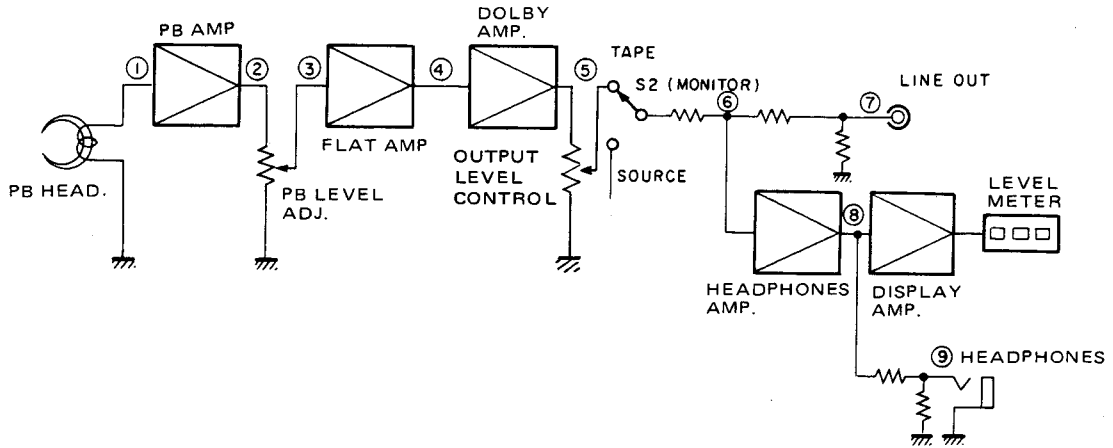 PB AMP
DOLBY
AMP.
TAPE
S2 (MONITOR)
LINE OUT
①
②
③
④
⑤
⑥
⑦
PB HEAD.
PB LEVEL
ADJ.
FLAT AMP
OUTPUT
LEVEL
CONTROL
SOURCE
LEVEL
METER
⑧
HEADPHONES
AMP.
DISPLAY
AMP.
⑨ HEADPHONES